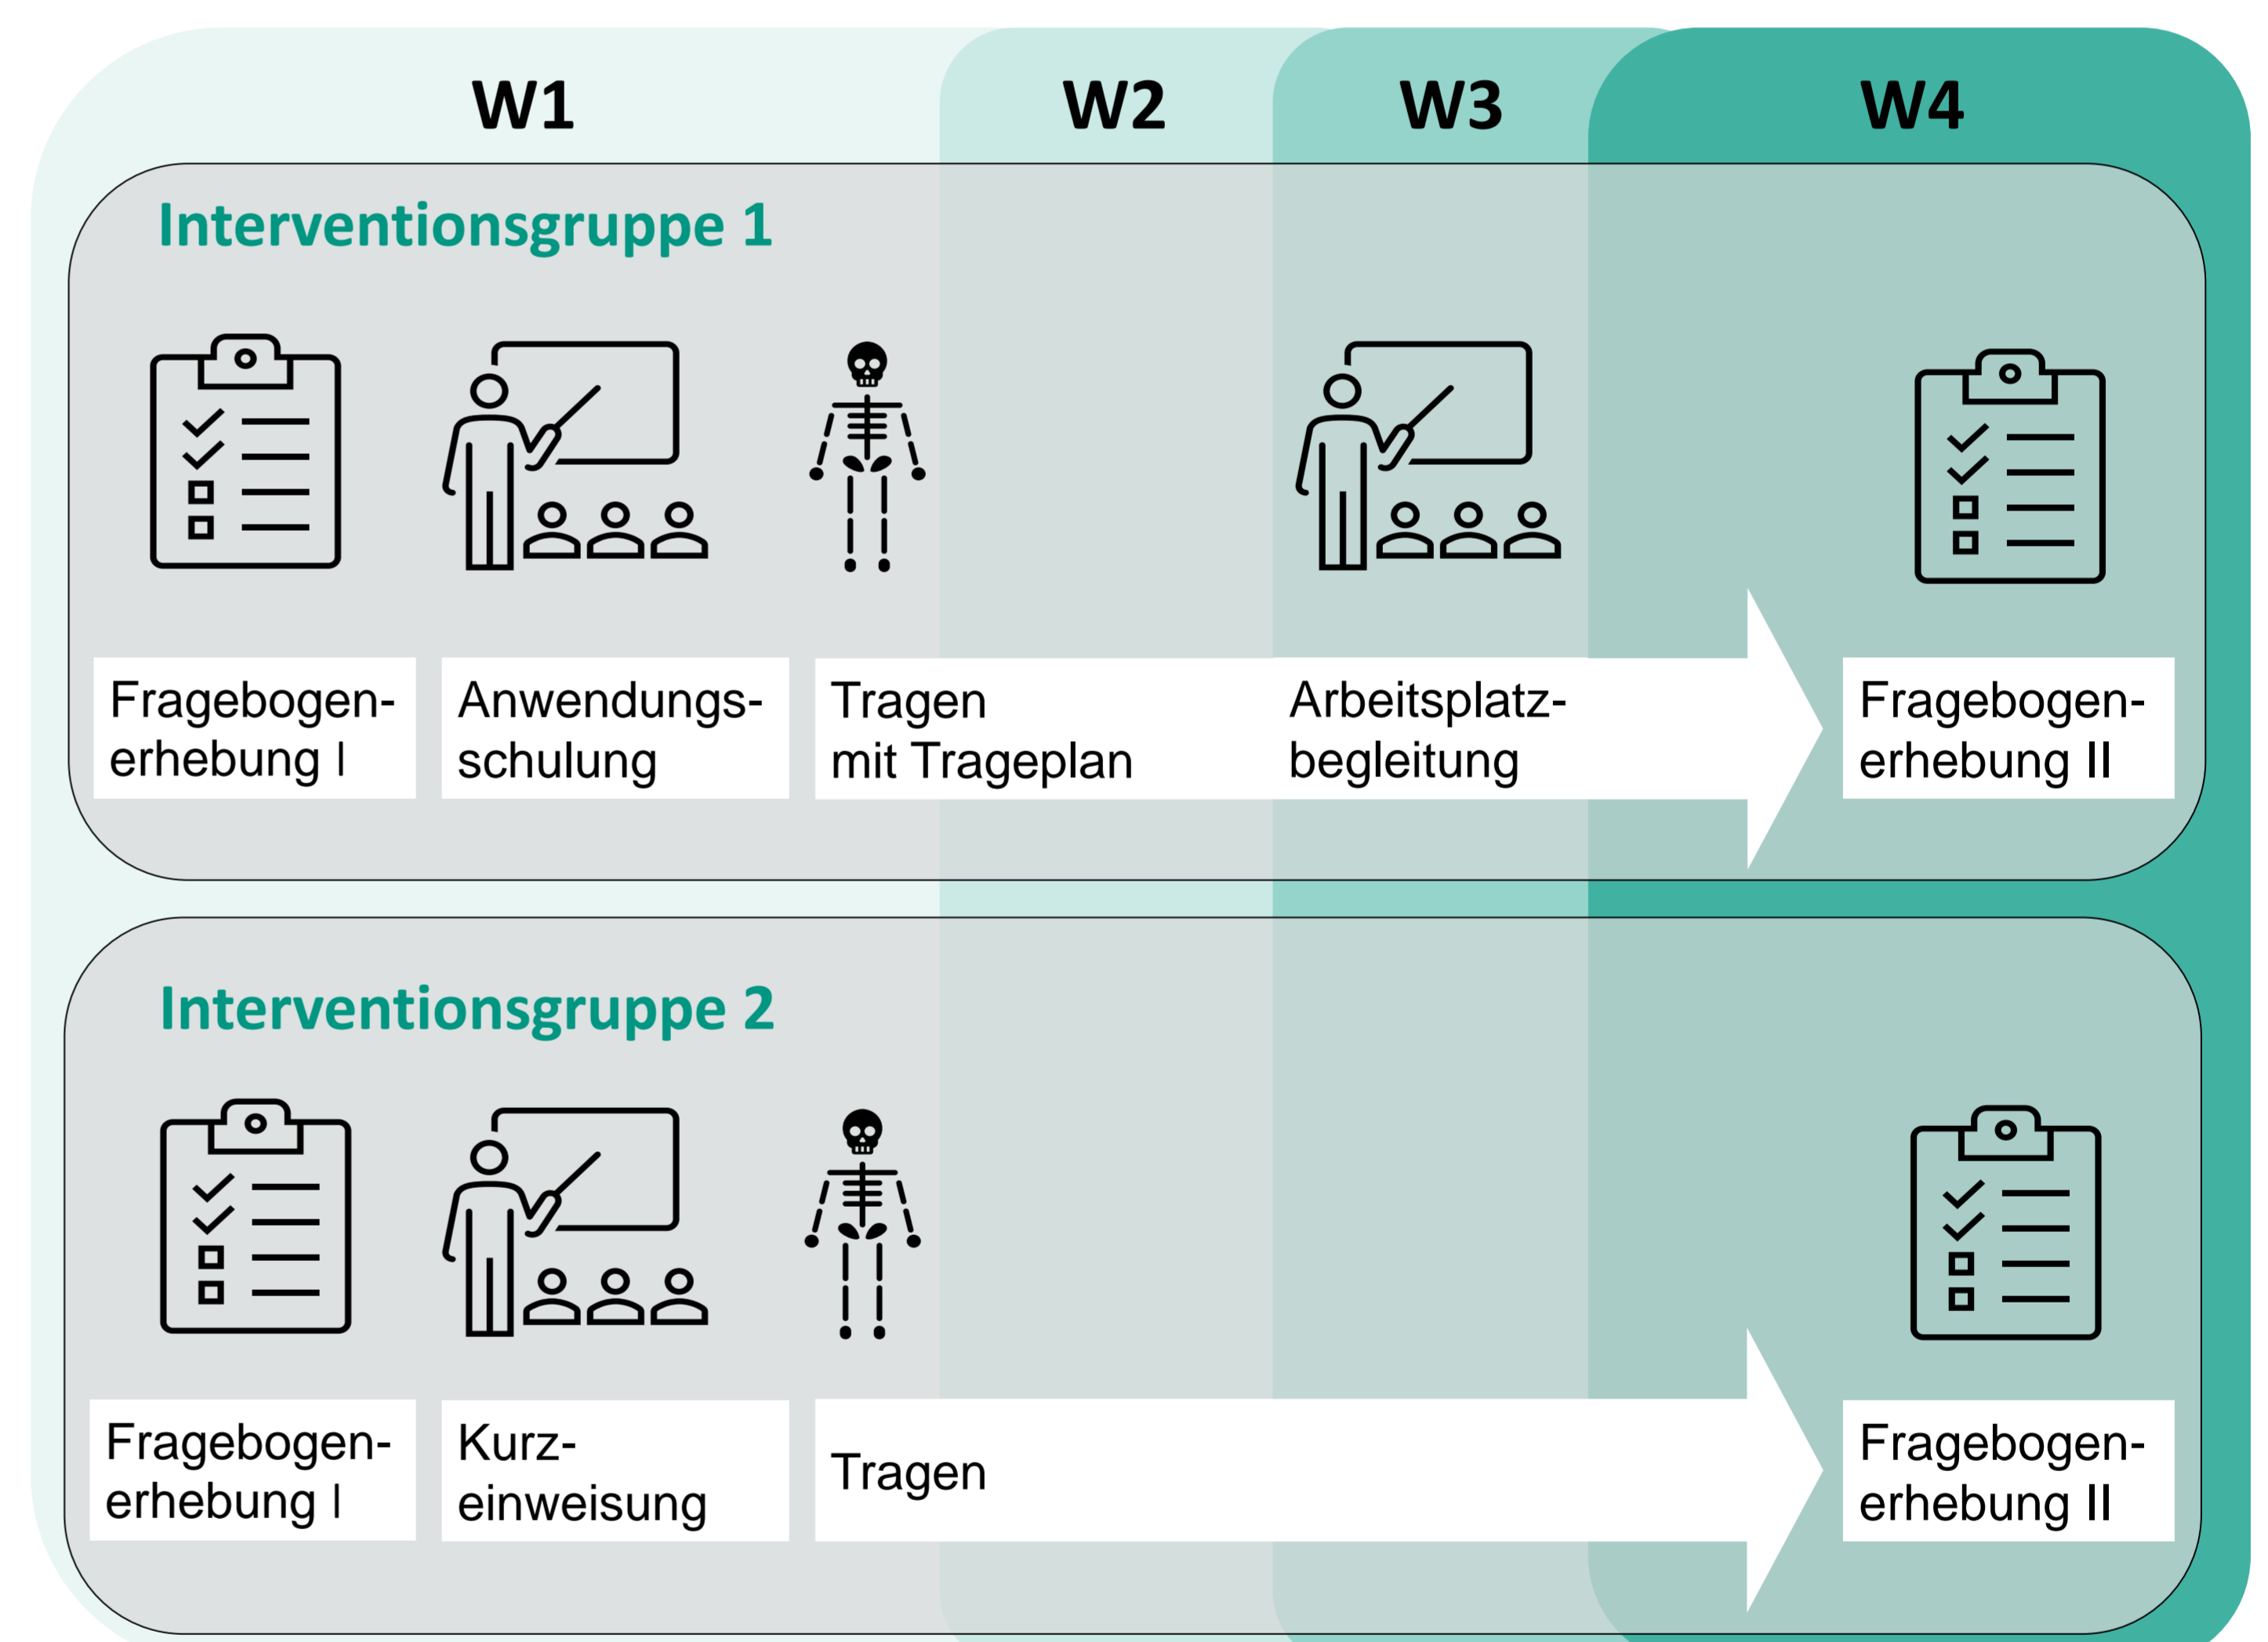 W1 W2 W3 W4
Interventionsgruppe 1
Fragebogen-
erhebung I
Anwendungs-
schulung
Tragen
mit Trageplan
Arbeitsplatz-
begleitung
Fragebogen-
erhebung II
Interventionsgruppe 2
Fragebogen-
erhebung I
Kurz-
einweisung
Tragen
Fragebogen-
erhebung II